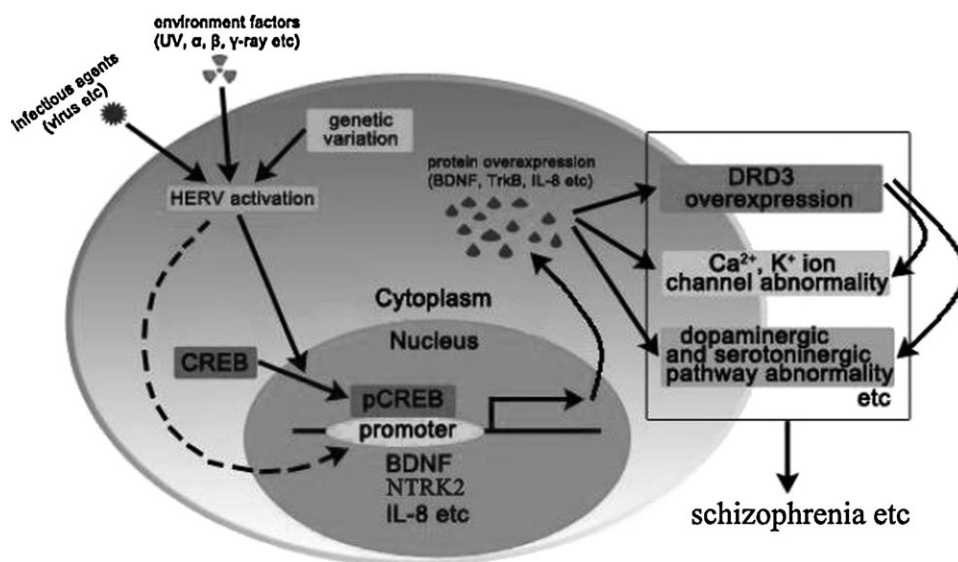 environment factors
(UV, α, β, γ-ray etc)
infectious agents
(virus etc)
genetic
variation
HERV activation
protein overexpression
(BDNF, TrkB, IL-8 etc)
DRD3
overexpression
Ca²⁺, K⁺ ion
channel abnormality
dopaminergic
and serotoninergic
pathway abnormality
etc
Cytoplasm
Nucleus
CREB
pCREB
promoter
BDNF
NTRK2
IL-8 etc
schizophrenia etc